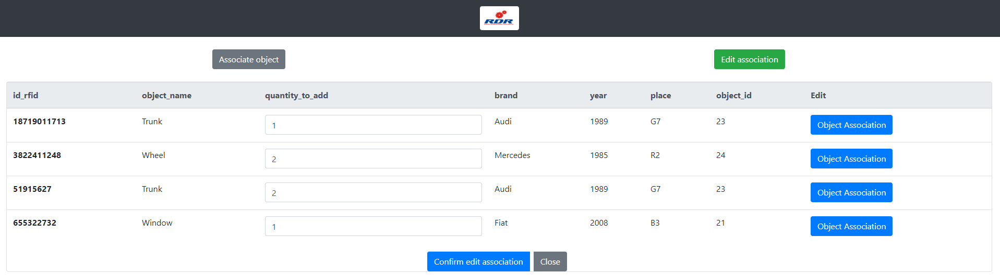 RDR
Associate object Edit association
id_rfid object_name quantity_to_add brand year place object_id Edit
18719011713 Trunk 1 Audi 1989 G7 23 Object Association
3822411248 Wheel 2 Mercedes 1985 R2 24 Object Association
51915627 Trunk 2 Audi 1989 G7 23 Object Association
655322732 Window 1 Fiat 2008 B3 21 Object Association
Confirm edit association Close